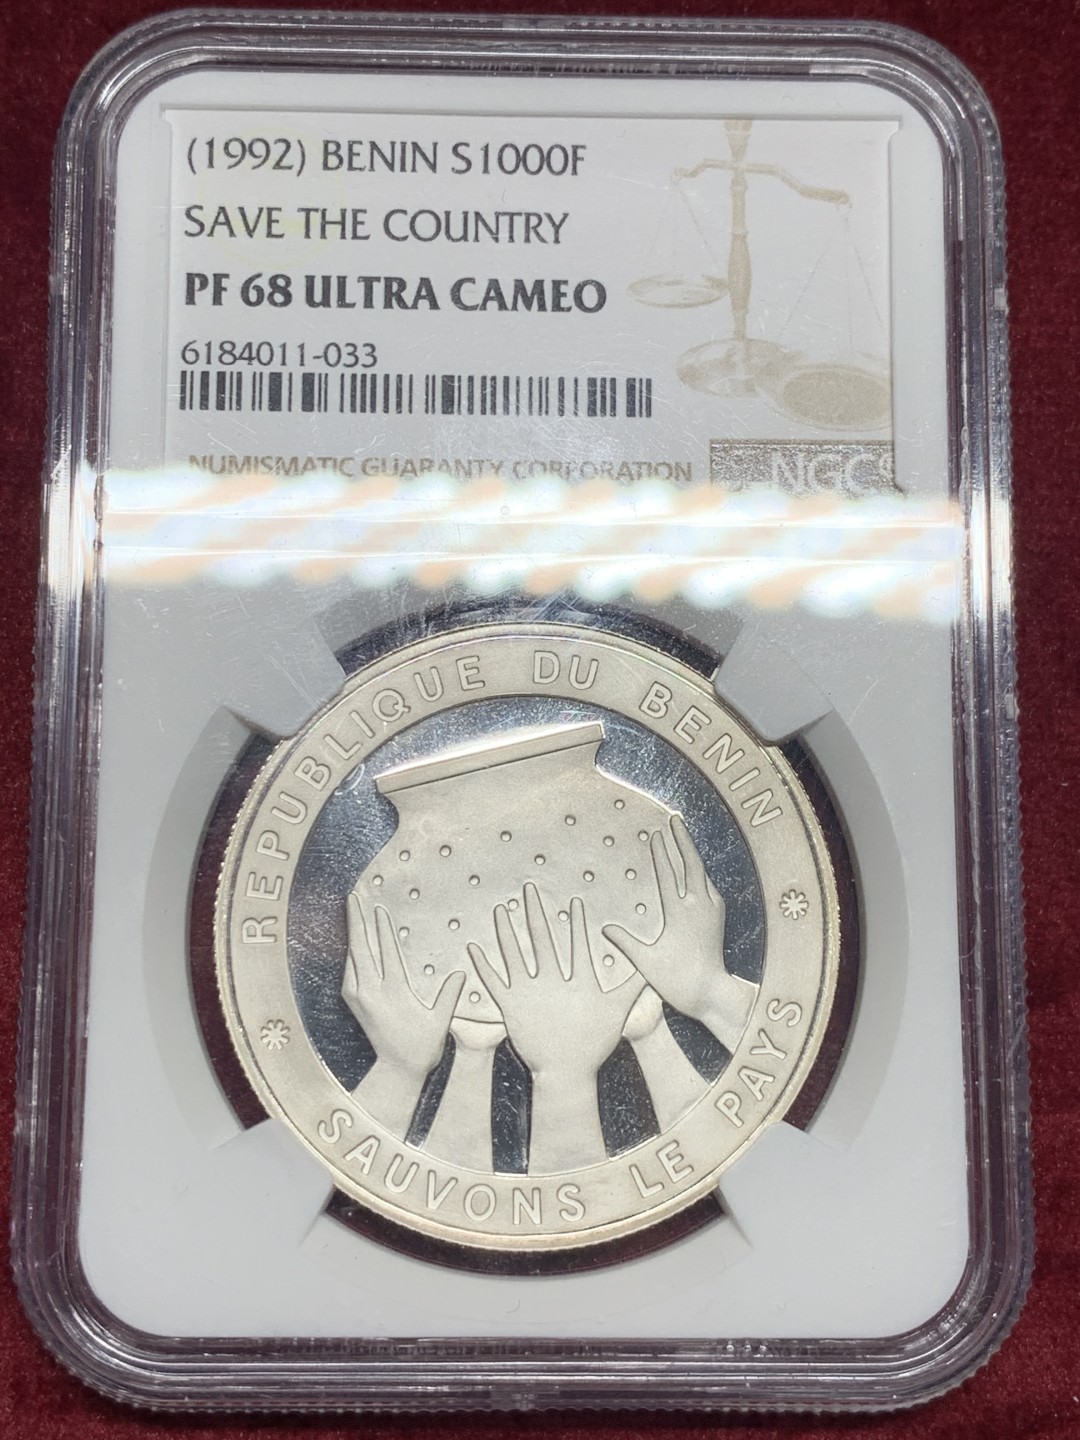 (1992) BENIN S1000F
SAVE THE COUNTRY
PF 68 ULTRA CAMEO
6184011-033
NUMISMATIC GUARANTY CORPORATION
NGC
REPUBLIQUE DU BENIN
SAUVONS LE PAYS